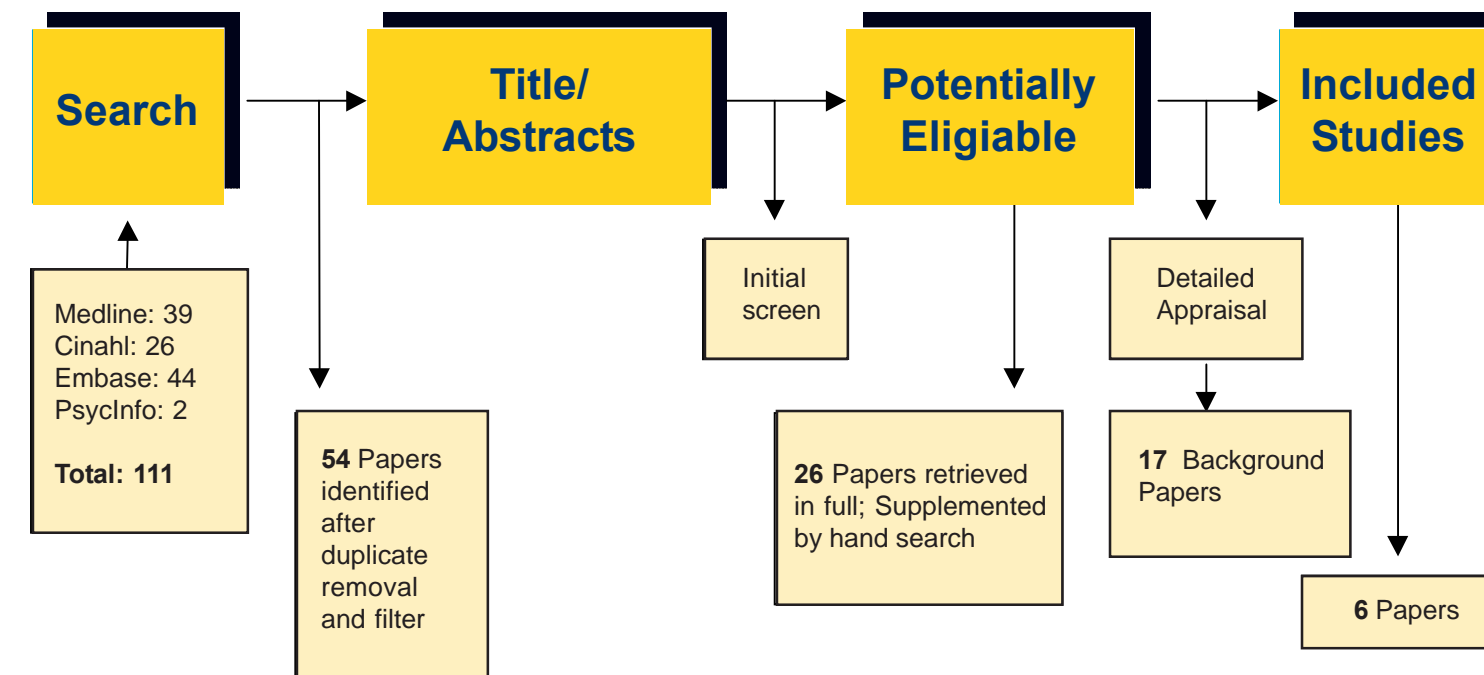 Search
Title/
Abstracts
Potentially
Eligiable
Included
Studies
Medline: 39
Cinahl: 26
Embase: 44
PsycInfo: 2
Total: 111
54 Papers
identified
after
duplicate
removal
and filter
Initial
screen
26 Papers retrieved
in full; Supplemented
by hand search
Detailed
Appraisal
17 Background
Papers
6 Papers